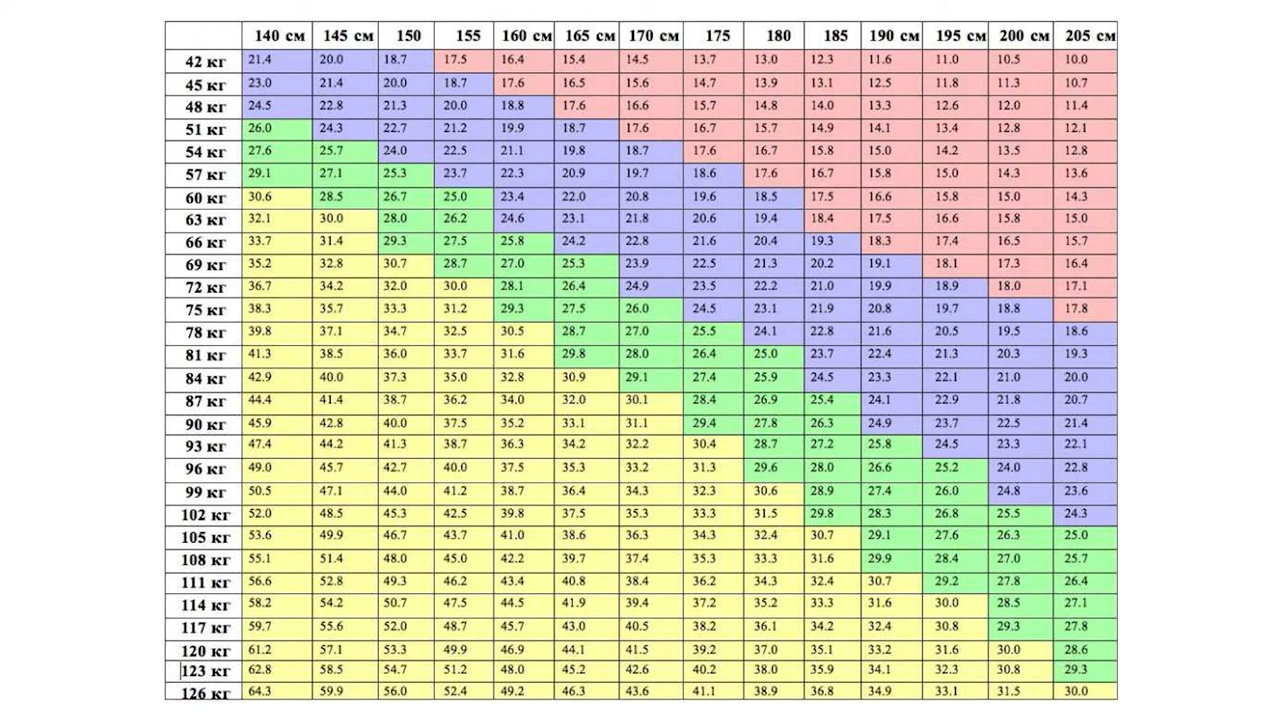 140 см 145 см 150 155 160 см 165 см 170 см 175 180 185 190 см 195 см 200 см 205 см
42 кг 21.4 20.0 18.7 17.5 16.4 15.4 14.5 13.7 13.0 12.3 11.6 11.0 10.5 10.0
45 кг 23.0 21.4 20.0 18.7 17.6 16.5 15.6 14.7 13.9 13.1 12.5 11.8 11.3 10.7
48 кг 24.5 22.8 21.3 20.0 18.8 17.6 16.6 15.7 14.8 14.0 13.3 12.6 12.0 11.4
51 кг 26.0 24.3 22.7 21.2 19.9 18.7 17.6 16.7 15.7 14.9 14.1 13.4 12.8 12.1
54 кг 27.6 25.7 24.0 22.5 21.1 19.8 18.7 17.6 16.7 15.8 15.0 14.2 13.5 12.8
57 кг 29.1 27.1 25.3 23.7 22.3 20.9 19.7 18.6 17.6 16.7 15.8 15.0 14.3 13.6
60 кг 30.6 28.5 26.7 25.0 23.4 22.0 20.8 19.6 18.5 17.5 16.6 15.8 15.0 14.3
63 кг 32.1 30.0 28.0 26.2 24.6 23.1 21.8 20.6 19.4 18.4 17.5 16.6 15.8 15.0
66 кг 33.7 31.4 29.3 27.5 25.8 24.2 22.8 21.6 20.4 19.3 18.3 17.4 16.5 15.7
69 кг 35.2 32.8 30.7 28.7 27.0 25.3 23.9 22.5 21.3 20.2 19.1 18.1 17.3 16.4
72 кг 36.7 34.2 32.0 30.0 28.1 26.4 24.9 23.5 22.2 21.0 19.9 18.9 18.0 17.1
75 кг 38.3 35.7 33.3 31.2 29.3 27.5 26.0 24.5 23.1 21.9 20.8 19.7 18.8 17.8
78 кг 39.8 37.1 34.7 32.5 30.5 28.7 27.0 25.5 24.1 22.8 21.6 20.5 19.5 18.6
81 кг 41.3 38.5 36.0 33.7 31.6 29.8 28.0 26.4 25.0 23.7 22.4 21.3 20.3 19.3
84 кг 42.9 40.0 37.3 35.0 32.8 30.9 29.1 27.4 25.9 24.5 23.3 22.1 21.0 20.0
87 кг 44.4 41.4 38.7 36.2 34.0 32.0 30.1 28.4 26.9 25.4 24.1 22.9 21.8 20.7
90 кг 45.9 42.8 40.0 37.5 35.2 33.1 31.1 29.4 27.8 26.3 24.9 23.7 22.5 21.4
93 кг 47.4 44.2 41.3 38.7 36.3 34.2 32.2 30.4 28.7 27.2 25.8 24.5 23.3 22.1
96 кг 49.0 45.7 42.7 40.0 37.5 35.3 33.2 31.3 29.6 28.0 26.6 25.2 24.0 22.8
99 кг 50.5 47.1 44.0 41.2 38.7 36.4 34.3 32.3 30.6 28.9 27.4 26.0 24.8 23.6
102 кг 52.0 48.5 45.3 42.5 39.8 37.5 35.3 33.3 31.5 29.8 28.3 26.8 25.5 24.3
105 кг 53.6 49.9 46.7 43.7 41.0 38.6 36.3 34.3 32.4 30.7 29.1 27.6 26.3 25.0
108 кг 55.1 51.4 48.0 45.0 42.2 39.7 37.4 35.3 33.3 31.6 29.9 28.4 27.0 25.7
111 кг 56.6 52.8 49.3 46.2 43.4 40.8 38.4 36.2 34.3 32.4 30.7 29.2 27.8 26.4
114 кг 58.2 54.2 50.7 47.5 44.5 41.9 39.4 37.2 35.2 33.3 31.6 30.0 28.5 27.1
117 кг 59.7 55.6 52.0 48.7 45.7 43.0 40.5 38.2 36.1 34.2 32.4 30.8 29.3 27.8
120 кг 61.2 57.1 53.3 49.9 46.9 44.1 41.5 39.2 37.0 35.1 33.2 31.6 30.0 28.6
123 кг 62.8 58.5 54.7 51.2 48.0 45.2 42.6 40.2 38.0 35.9 34.1 32.3 30.8 29.3
126 кг 64.3 59.9 56.0 52.4 49.2 46.3 43.6 41.1 38.9 36.8 34.9 33.1 31.5 30.0